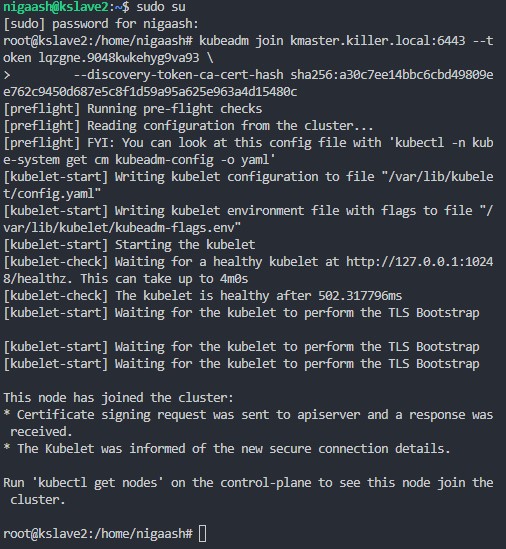 nigaash@kslave2:~$ sudo su
[sudo] password for nigaash:
root@kslave2:/home/nigaash# kubeadm join kmaster.killer.local:6443 --t
oken lqzgne.9048kwkehyg9va93 \
>         --discovery-token-ca-cert-hash sha256:a30c7ee14bbc6cbd49809e
e762c9450d687e5c8f1d59a95a625e963a4d15480c
[preflight] Running pre-flight checks
[preflight] Reading configuration from the cluster...
[preflight] FYI: You can look at this config file with 'kubectl -n kub
e-system get cm kubeadm-config -o yaml'
[kubelet-start] Writing kubelet configuration to file "/var/lib/kubele
t/config.yaml"
[kubelet-start] Writing kubelet environment file with flags to file "/
var/lib/kubelet/kubeadm-flags.env"
[kubelet-start] Starting the kubelet
[kubelet-check] Waiting for a healthy kubelet at http://127.0.0.1:1024
8/healthz. This can take up to 4m0s
[kubelet-check] The kubelet is healthy after 502.317796ms
[kubelet-start] Waiting for the kubelet to perform the TLS Bootstrap
[kubelet-start] Waiting for the kubelet to perform the TLS Bootstrap
[kubelet-start] Waiting for the kubelet to perform the TLS Bootstrap
This node has joined the cluster:
* Certificate signing request was sent to apiserver and a response was
 received.
* The Kubelet was informed of the new secure connection details.
Run 'kubectl get nodes' on the control-plane to see this node join the
 cluster.
root@kslave2:/home/nigaash#